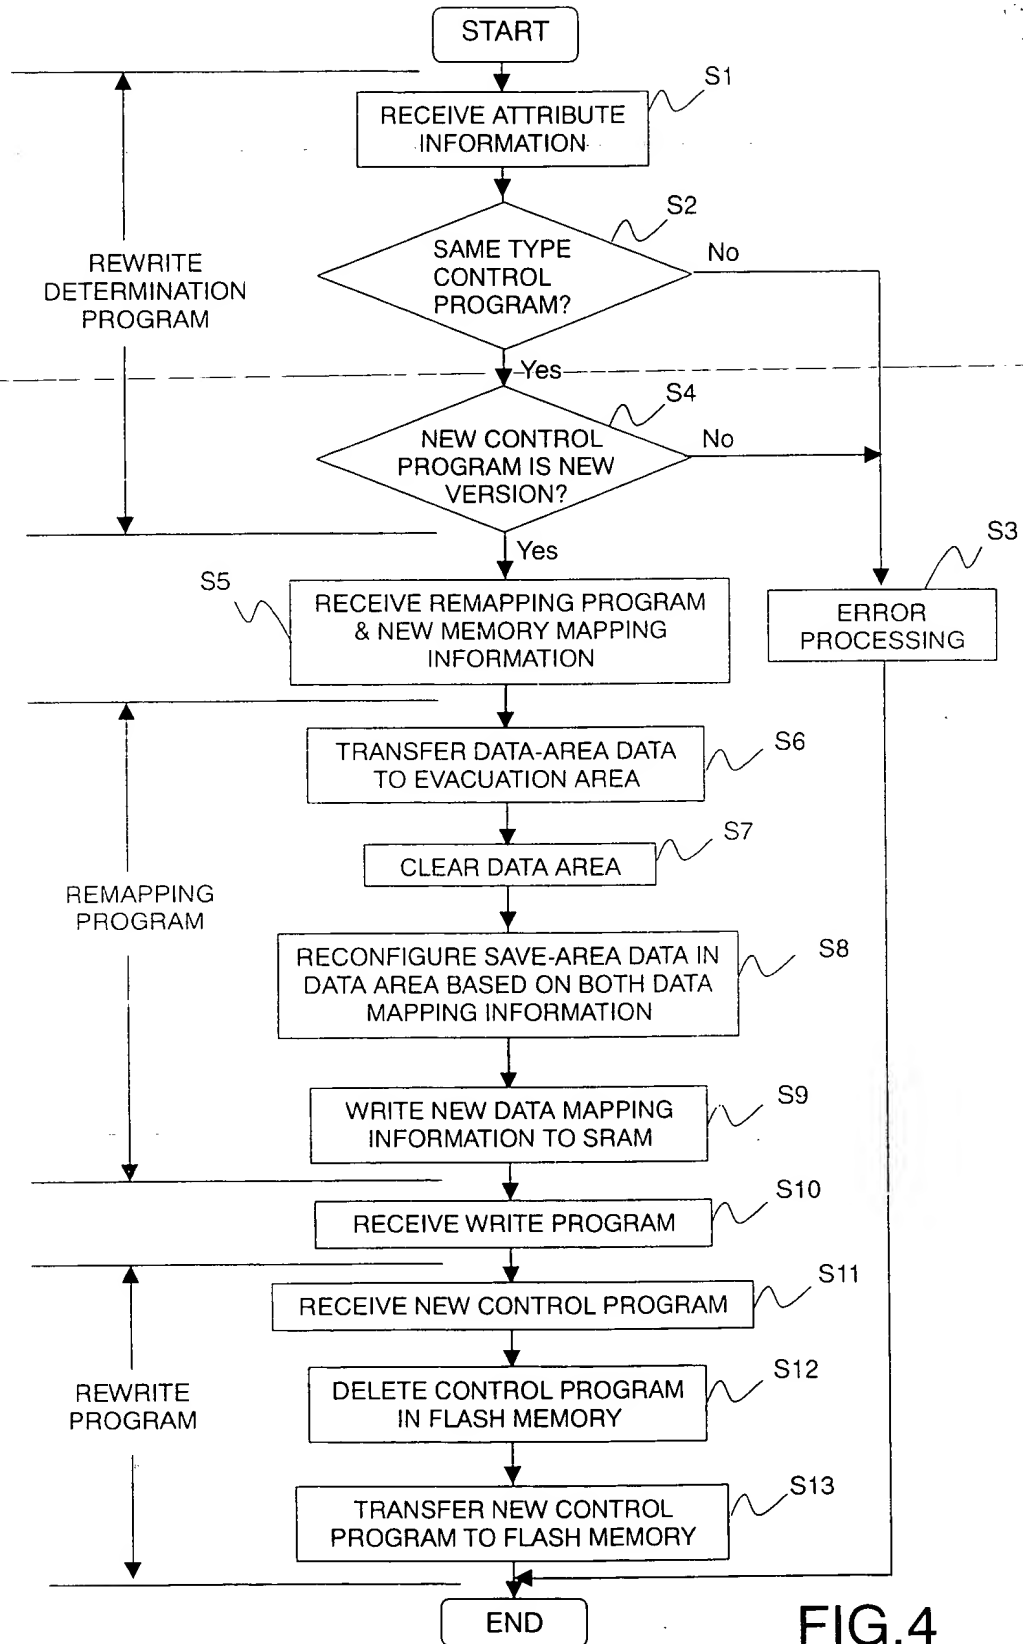 START
S1
RECEIVE ATTRIBUTE
INFORMATION
S2
SAME TYPE
CONTROL
PROGRAM?
No
REWRITE
DETERMINATION
PROGRAM
Yes
S4
NEW CONTROL
PROGRAM IS NEW
VERSION?
No
Yes
S3
ERROR
PROCESSING
S5
RECEIVE REMAPPING PROGRAM
& NEW MEMORY MAPPING
INFORMATION
S6
TRANSFER DATA-AREA DATA
TO EVACUATION AREA
S7
CLEAR DATA AREA
REMAPPING
PROGRAM
S8
RECONFIGURE SAVE-AREA DATA IN
DATA AREA BASED ON BOTH DATA
MAPPING INFORMATION
S9
WRITE NEW DATA MAPPING
INFORMATION TO SRAM
S10
RECEIVE WRITE PROGRAM
S11
RECEIVE NEW CONTROL PROGRAM
S12
DELETE CONTROL PROGRAM
IN FLASH MEMORY
REWRITE
PROGRAM
S13
TRANSFER NEW CONTROL
PROGRAM TO FLASH MEMORY
END
FIG.4